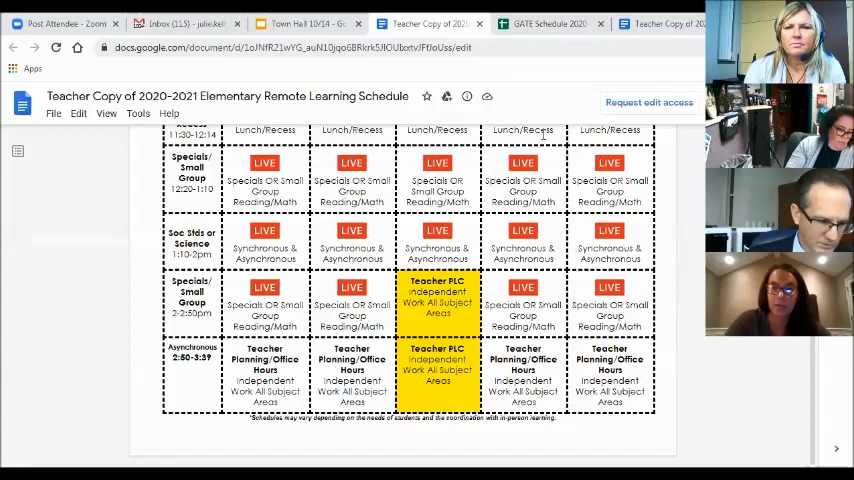 Post Attendee - Zoom
Inbox (115) - julie.kell
Town Hall 10/14 - Go
Teacher Copy of 2020
GATE Schedule 2020
Teacher Copy of 20
docs.google.com/document/d/
/edit
Apps
Teacher Copy of 2020-2021 Elementary Remote Learning Schedule
Request edit access
File Edit View Tools Help
Recess
11:30-12:14
Lunch/Recess Lunch/Recess Lunch/Recess Lunch/Recess Lunch/Recess
Specials/
Small
Group
12:20-1:10
LIVE LIVE LIVE LIVE LIVE
Specials OR Small Specials OR Small Specials OR Specials OR Small Specials OR Small
Group Group Small Group Group Group
Reading/Math Reading/Math Reading/Math Reading/Math Reading/Math
Soc Stds or
Science
1:10-2pm
LIVE LIVE LIVE LIVE LIVE
Synchronous & Synchronous & Synchronous & Synchronous & Synchronous &
Asynchronous Asynchronous Asynchronous Asynchronous Asynchronous
Specials/
Small
Group
2-2:50pm
LIVE LIVE Teacher PLC LIVE LIVE
Specials OR Small Specials OR Small Independent Specials OR Small Specials OR Small
Group Group Work All Subject Group Group
Reading/Math Reading/Math Areas Reading/Math Reading/Math
Asynchronous
2:50-3:39
Teacher Teacher Teacher PLC Teacher Teacher
Planning/Office Planning/Office Independent Planning/Office Planning/Office
Hours Hours Work All Subject Hours Hours
Independent Independent Areas Independent Independent
Work All Subject Work All Subject Work All Subject Work All Subject
Areas Areas Areas Areas
*Schedules may vary depending on the needs of students and the coordination with in-person learning.